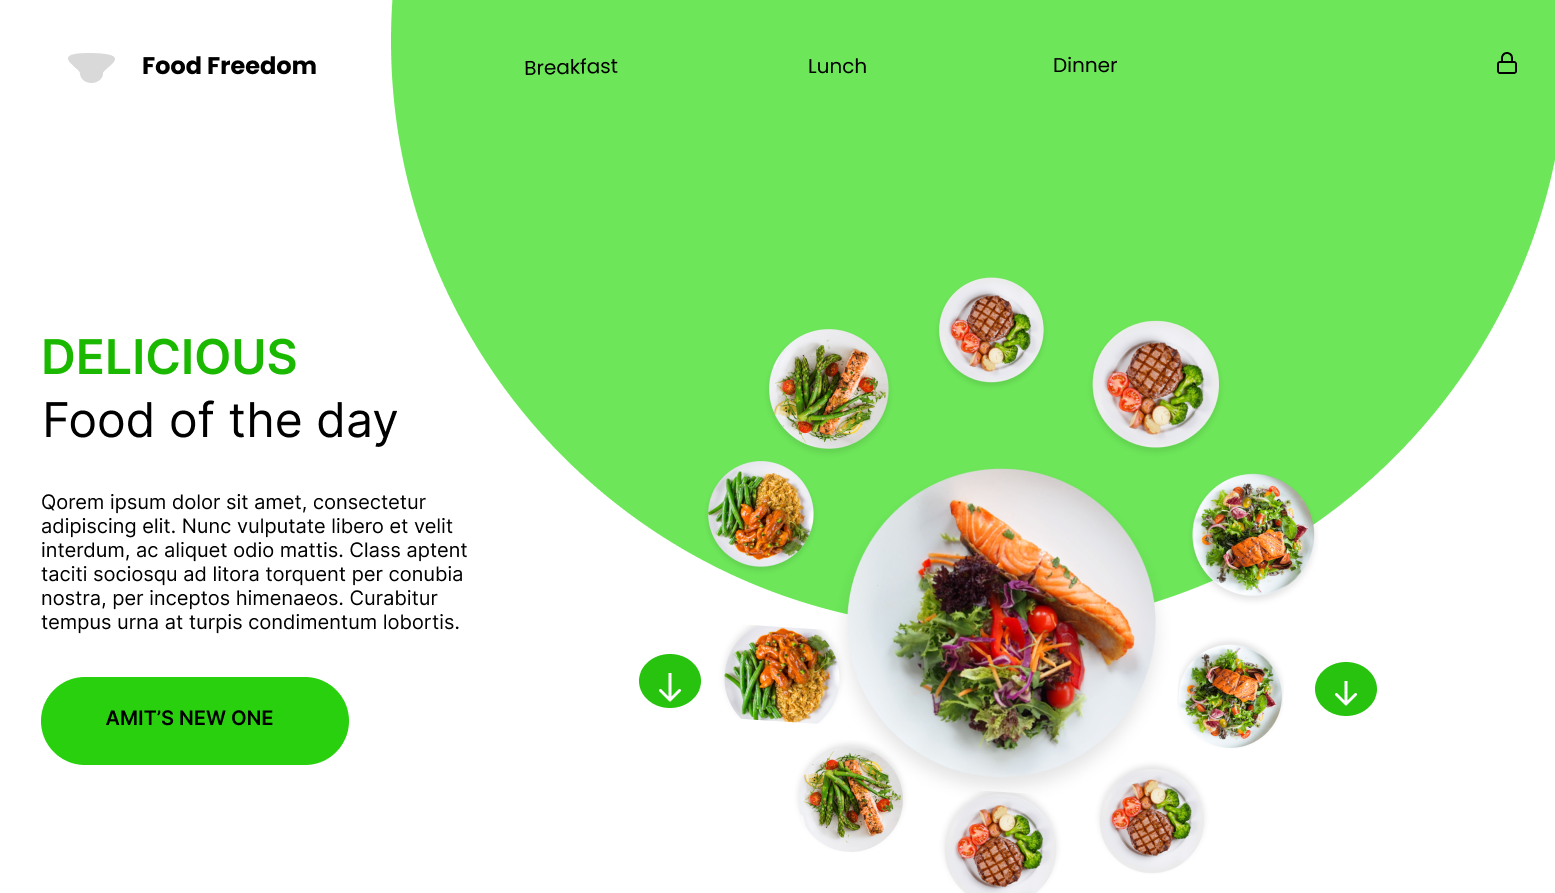 Food Freedom
Breakfast
Lunch
Dinner
DELICIOUS
Food of the day
Qorem ipsum dolor sit amet, consectetur
adipiscing elit. Nunc vulputate libero et velit
interdum, ac aliquet odio mattis. Class aptent
taciti sociosqu ad litora torquent per conubia
nostra, per inceptos himenaeos. Curabitur
tempus urna at turpis condimentum lobortis.
AMIT’S NEW ONE